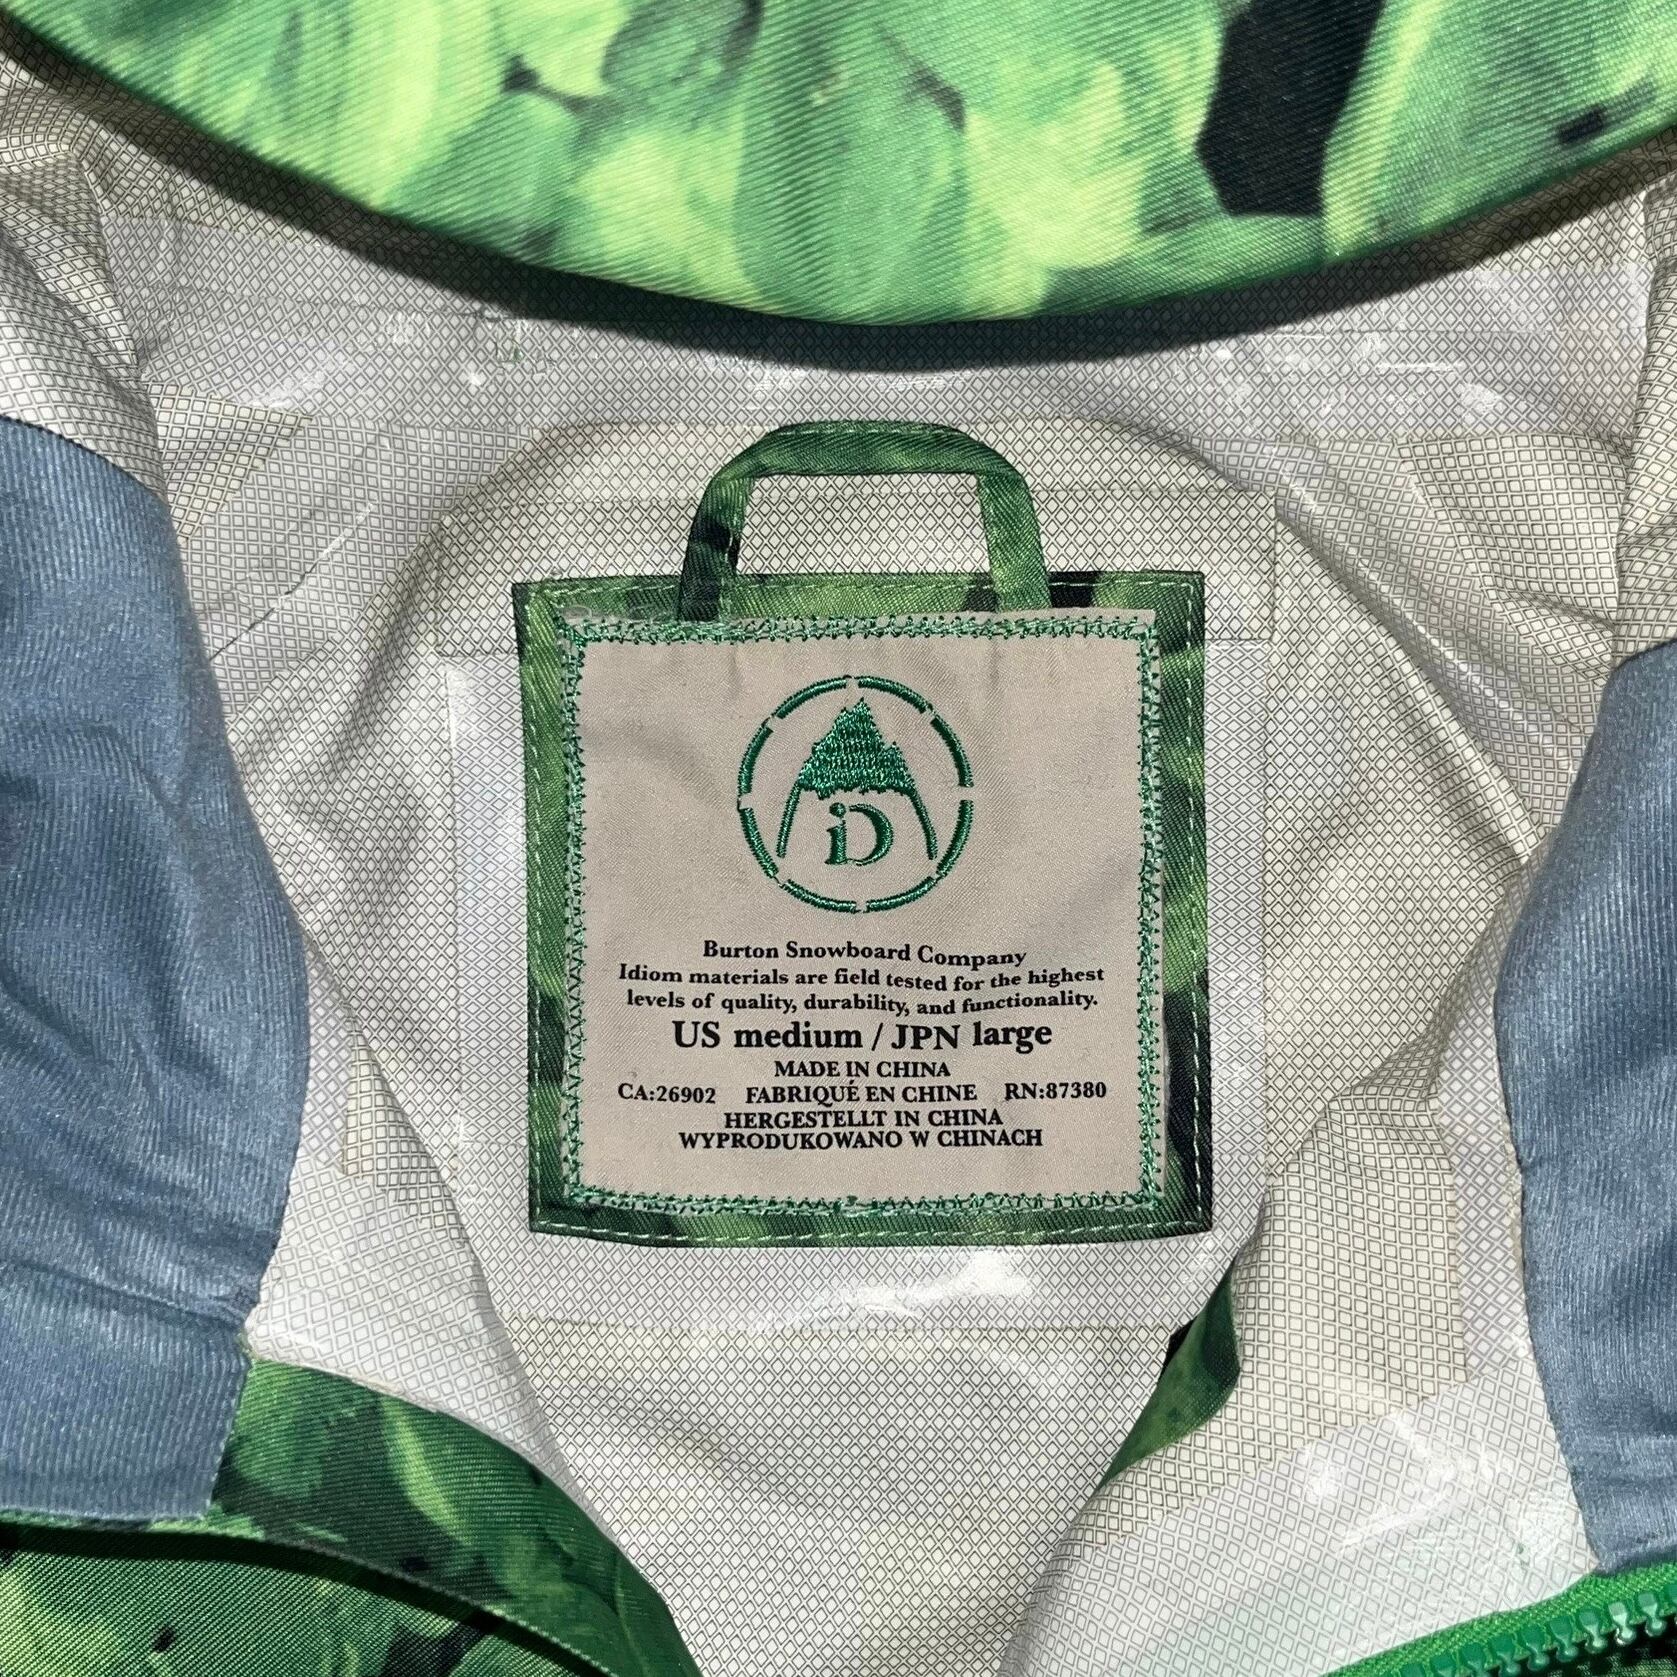 iD
Burton Snowboard Company
Idiom materials are field tested for the highest
levels of quality, durability, and functionality.
US medium / JPN large
MADE IN CHINA
CA:26902 FABRIQUÉ EN CHINE RN:87380
HERGESTELLT IN CHINA
WYPRODUKOWANO W CHINACH